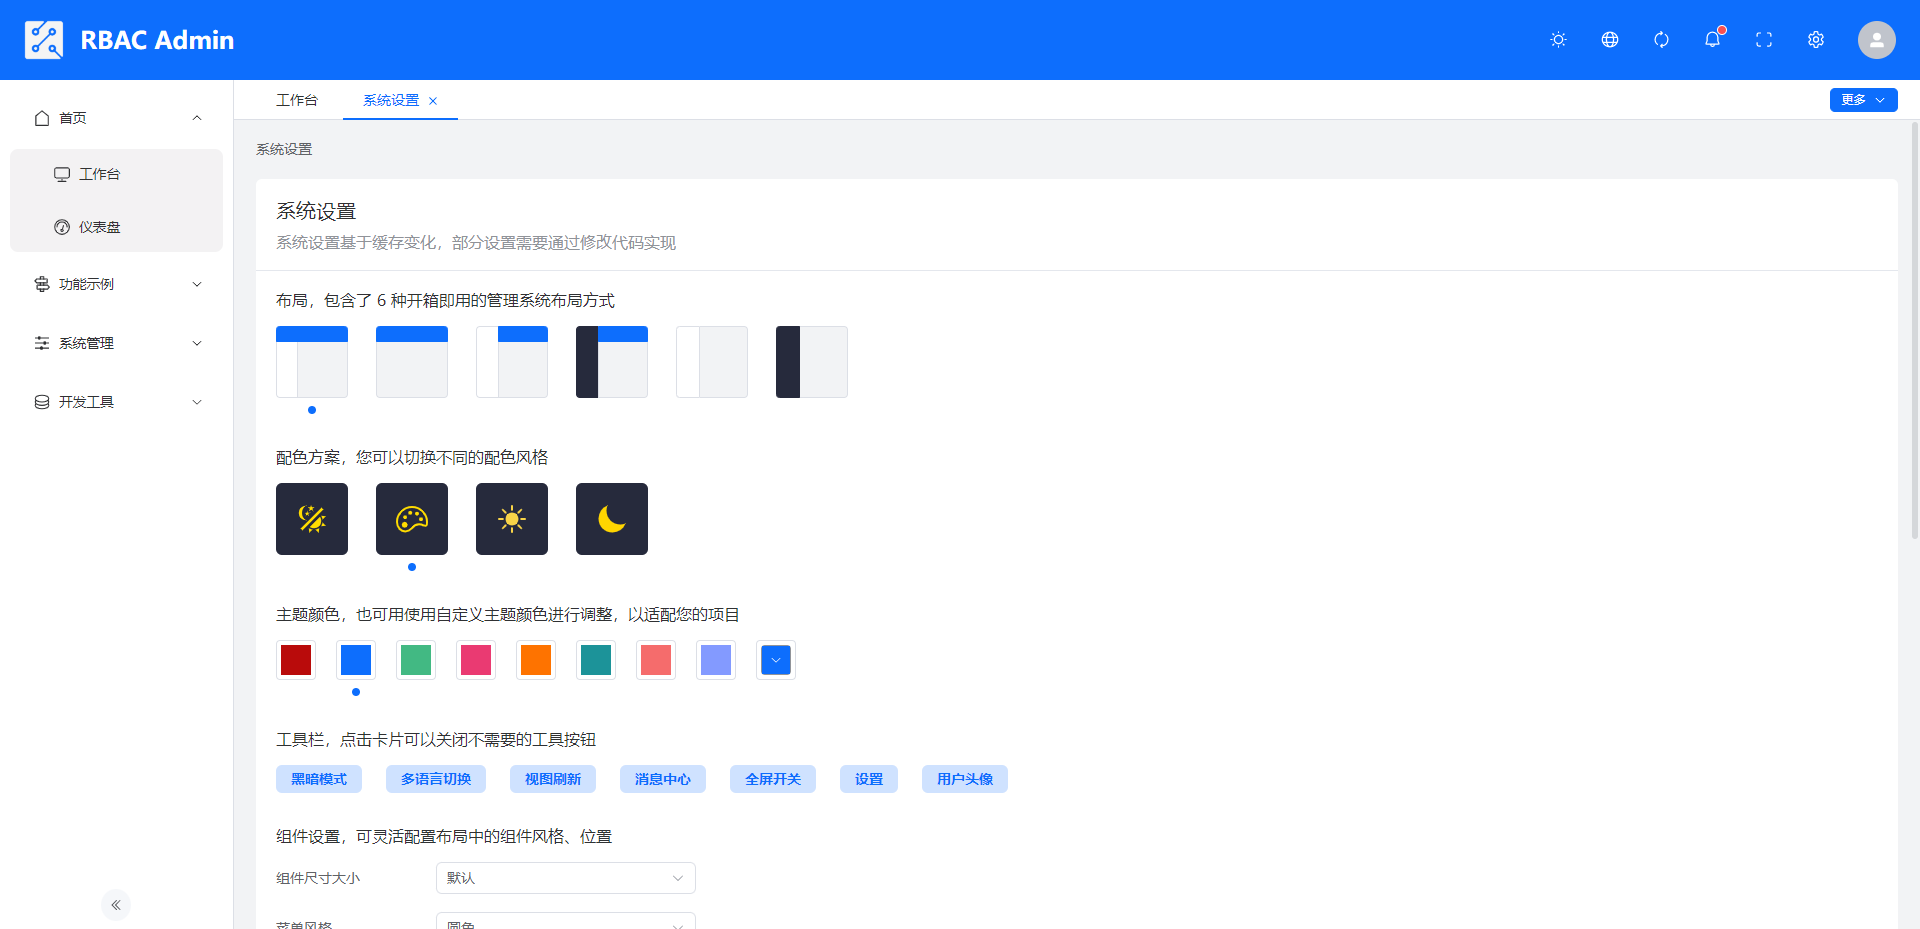 RBAC Admin
首页
工作台
仪表盘
功能示例
系统管理
开发工具
工作台
系统设置
更多
系统设置
系统设置
系统设置基于缓存变化，部分设置需要通过修改代码实现
布局，包含了 6 种开箱即用的管理系统布局方式
配色方案，您可以切换不同的配色风格
主题颜色，也可用使用自定义主题颜色进行调整，以适配您的项目
工具栏，点击卡片可以关闭不需要的工具按钮
黑暗模式 多语言切换 视图刷新 消息中心 全屏开关 设置 用户头像
组件设置，可灵活配置布局中的组件风格、位置
组件尺寸大小 默认
菜单风格 圆角